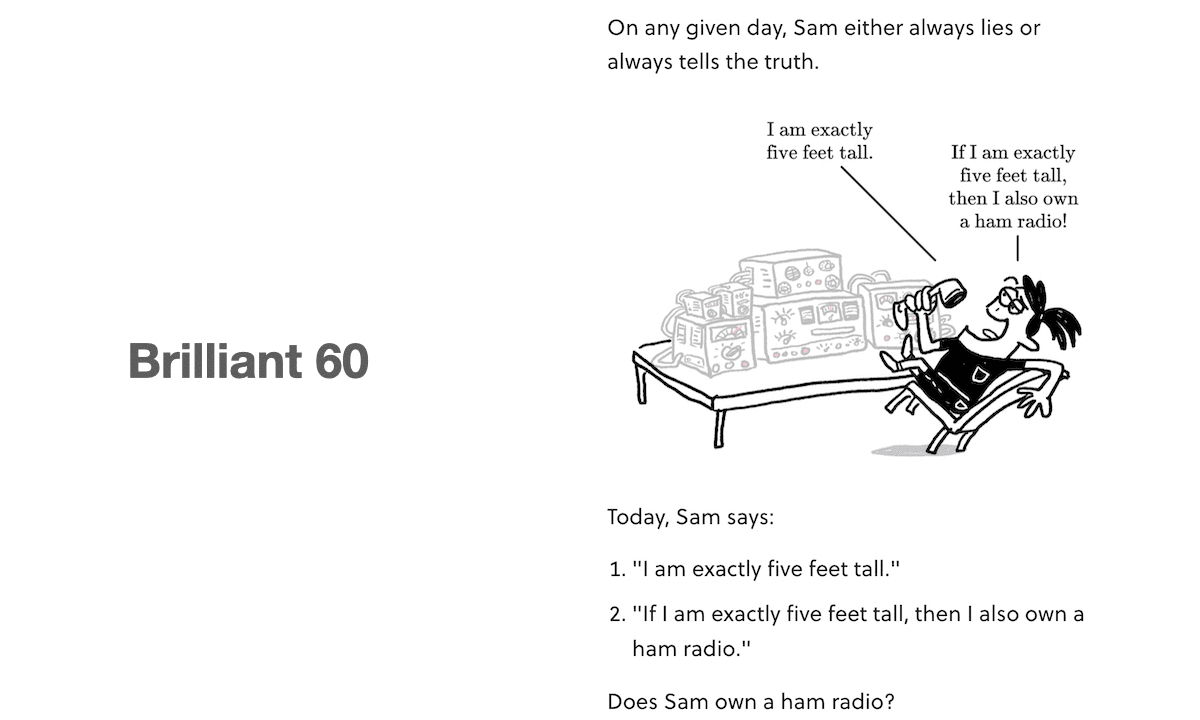 On any given day, Sam either always lies or
always tells the truth.
I am exactly
five feet tall.
If I am exactly
five feet tall,
then I also own
a ham radio!
Brilliant 60
Today, Sam says:
1. "I am exactly five feet tall."
2. "If I am exactly five feet tall, then I also own a
ham radio."
Does Sam own a ham radio?